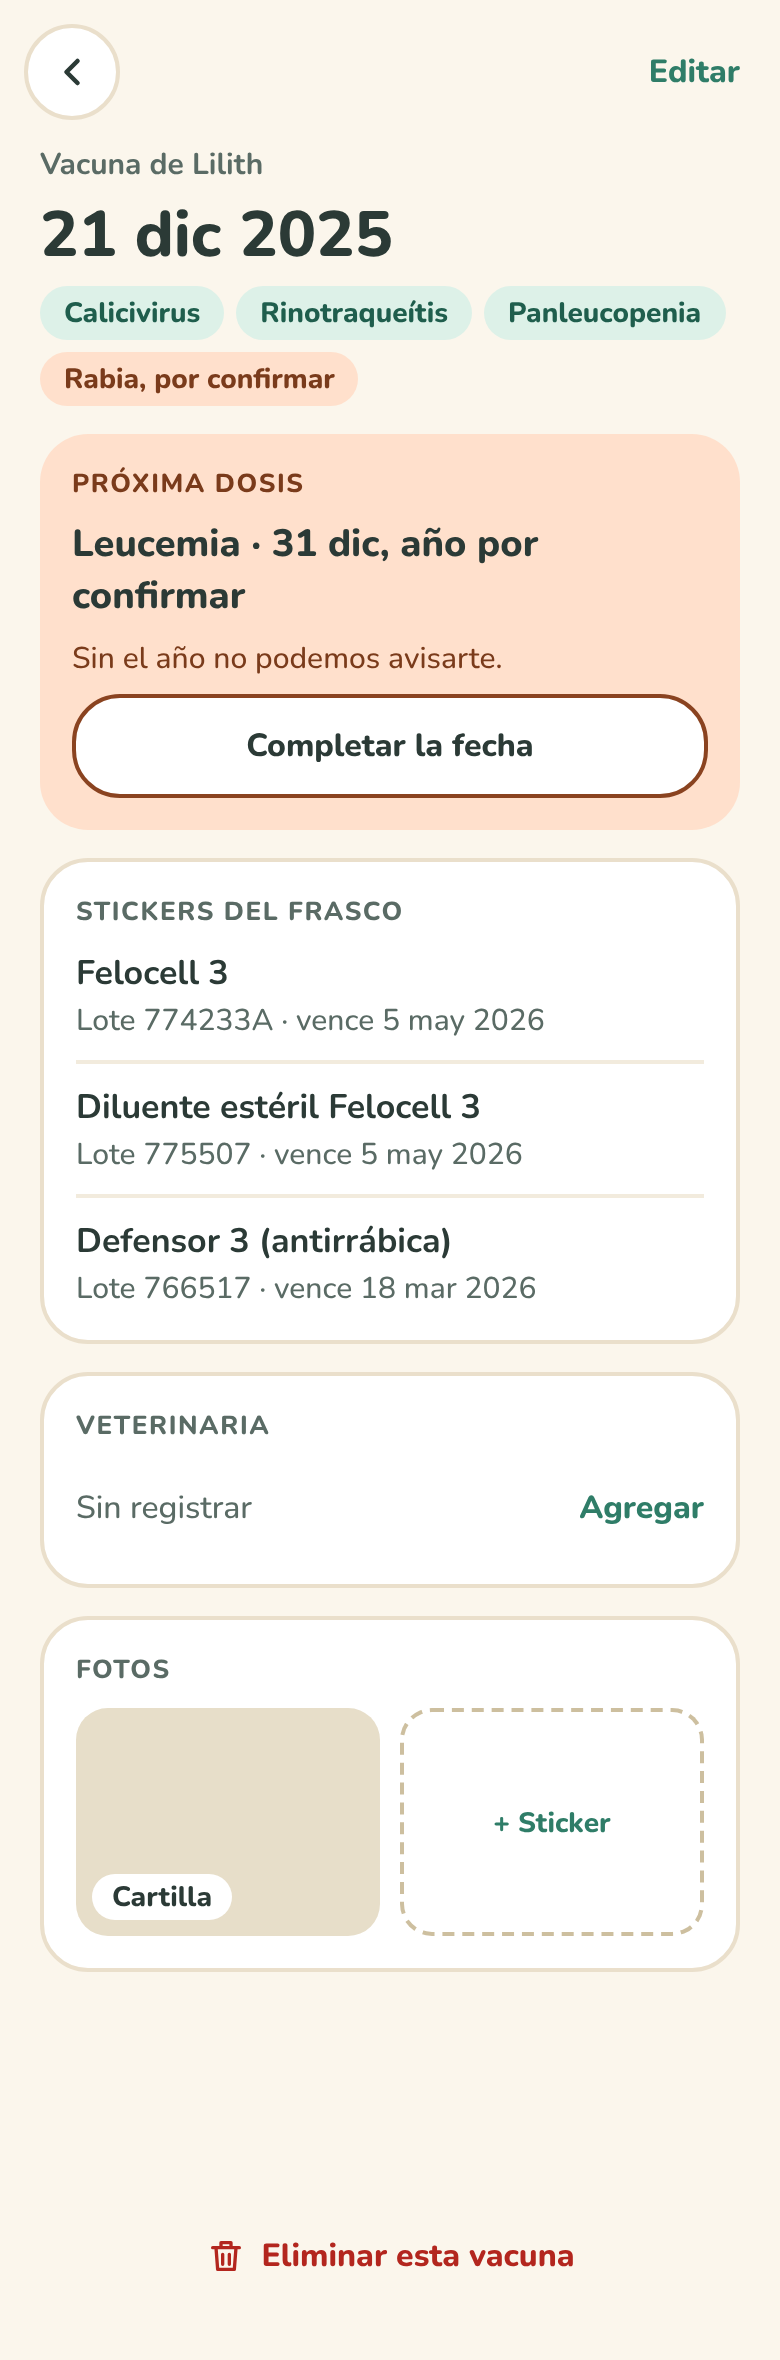 Editar
Vacuna de Lilith
21 dic 2025
Calicivirus Rinotraqueítis Panleucopenia
Rabia, por confirmar
PRÓXIMA DOSIS
Leucemia · 31 dic, año por
confirmar
Sin el año no podemos avisarte.
Completar la fecha
STICKERS DEL FRASCO
Felocell 3
Lote 774233A · vence 5 may 2026
Diluente estéril Felocell 3
Lote 775507 · vence 5 may 2026
Defensor 3 (antirrábica)
Lote 766517 · vence 18 mar 2026
VETERINARIA
Sin registrar Agregar
FOTOS
+ Sticker
Cartilla
Eliminar esta vacuna